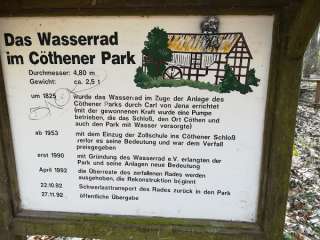 Das Wasserrad
im Cöthener Park
Durchmesser: 4,80 m
Gewicht: ca. 2,5 t
um 1825 wurde das Wasserrad im Zuge der Anlage des
Cöthener Parks durch Carl von Jena errichtet
(mit der gewonnenen Kraft wurde eine Pumpe
betrieben, die das Schloß, den Ort Cöthen und
auch den Park mit Wasser versorgte)
ab 1953 mit dem Einzug der Zollschule ins Cöthener Schloß
verlor es seine Bedeutung und war dem Verfall
preisgegeben
erst 1990 mit Gründung des Wasserrad e.V. erlangten der
Park und seine Anlagen neue Bedeutung
April 1992 die Überreste des zerfallenen Rades werden
ausgehoben, die Rekonstruktion beginnt
22.10.92 Schwerlasttransport des Rades zurück in den Park
27.11.92 öffentliche Übergabe